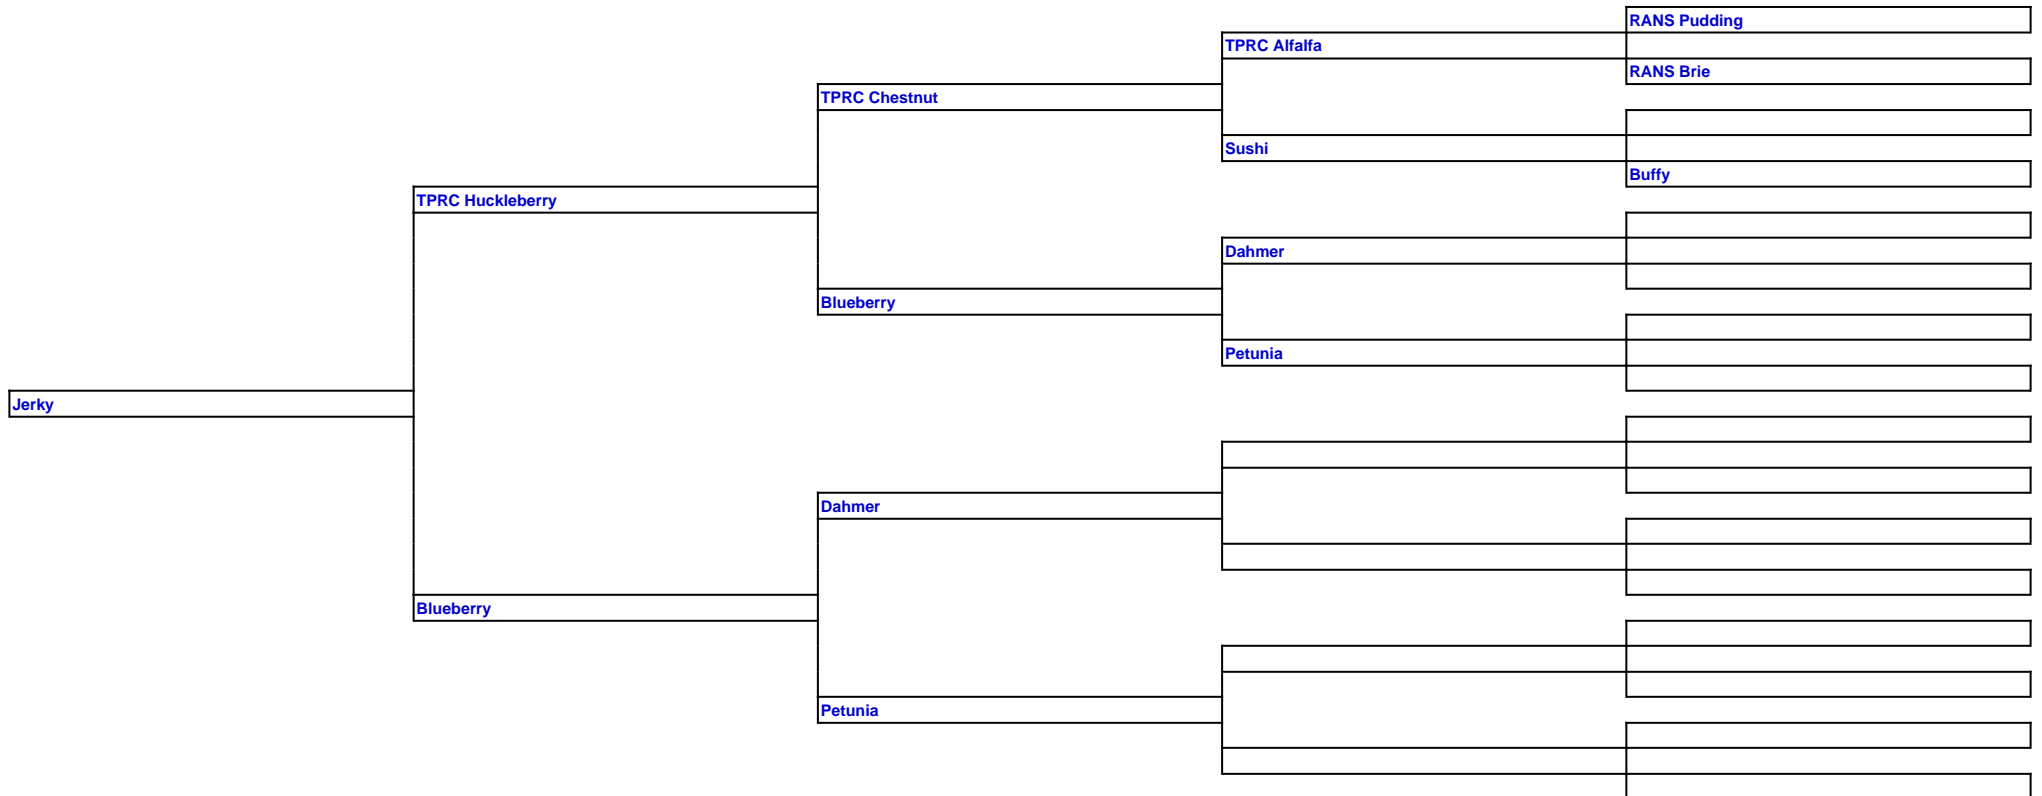 RANS Pudding
TPRC Alfalfa
RANS Brie
TPRC Chestnut
Sushi
Buffy
TPRC Huckleberry
Dahmer
Blueberry
Petunia
Jerky
Dahmer
Blueberry
Petunia